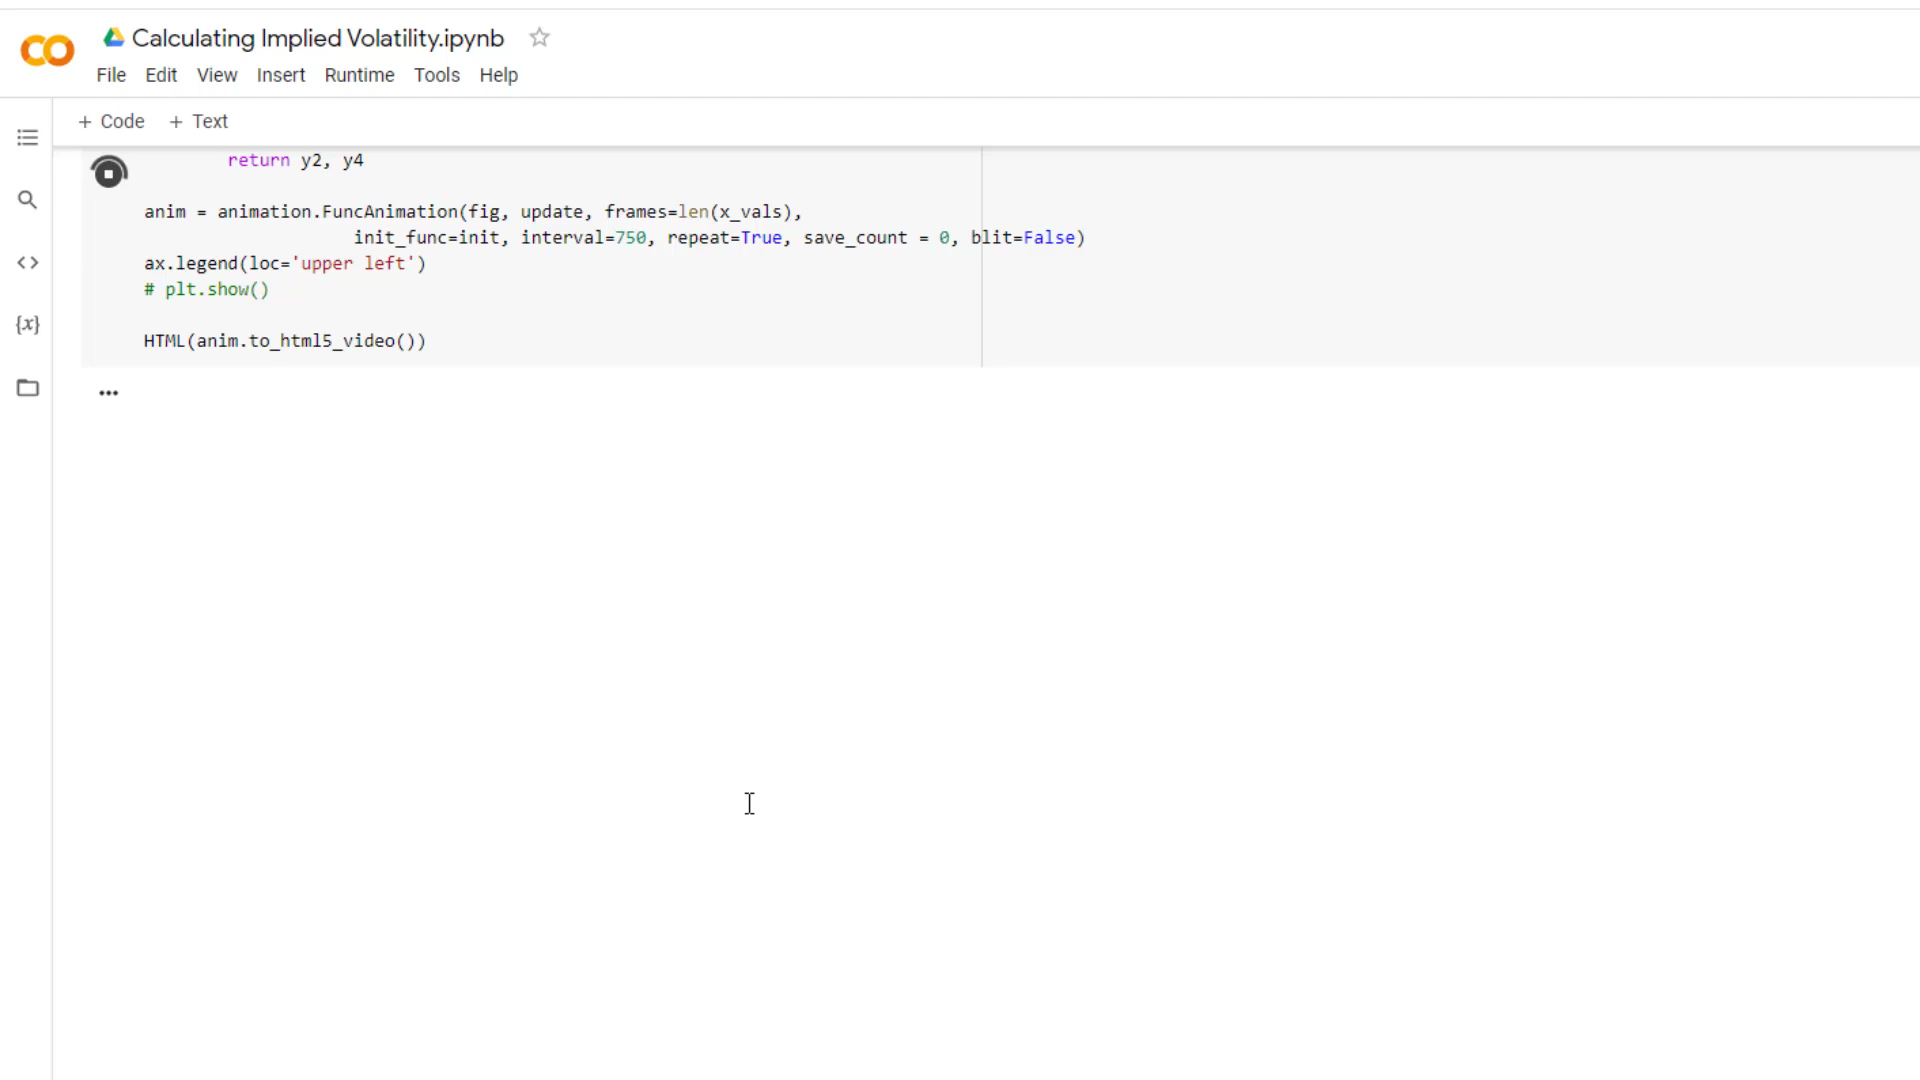 Calculating Implied Volatility.ipynb
File Edit View Insert Runtime Tools Help
+ Code + Text
return y2, y4
anim = animation.FuncAnimation(fig, update, frames=len(x_vals),
init_func=init, interval=750, repeat=True, save_count = 0, blit=False)
ax.legend(loc='upper left')
# plt.show()
HTML(anim.to_html5_video())